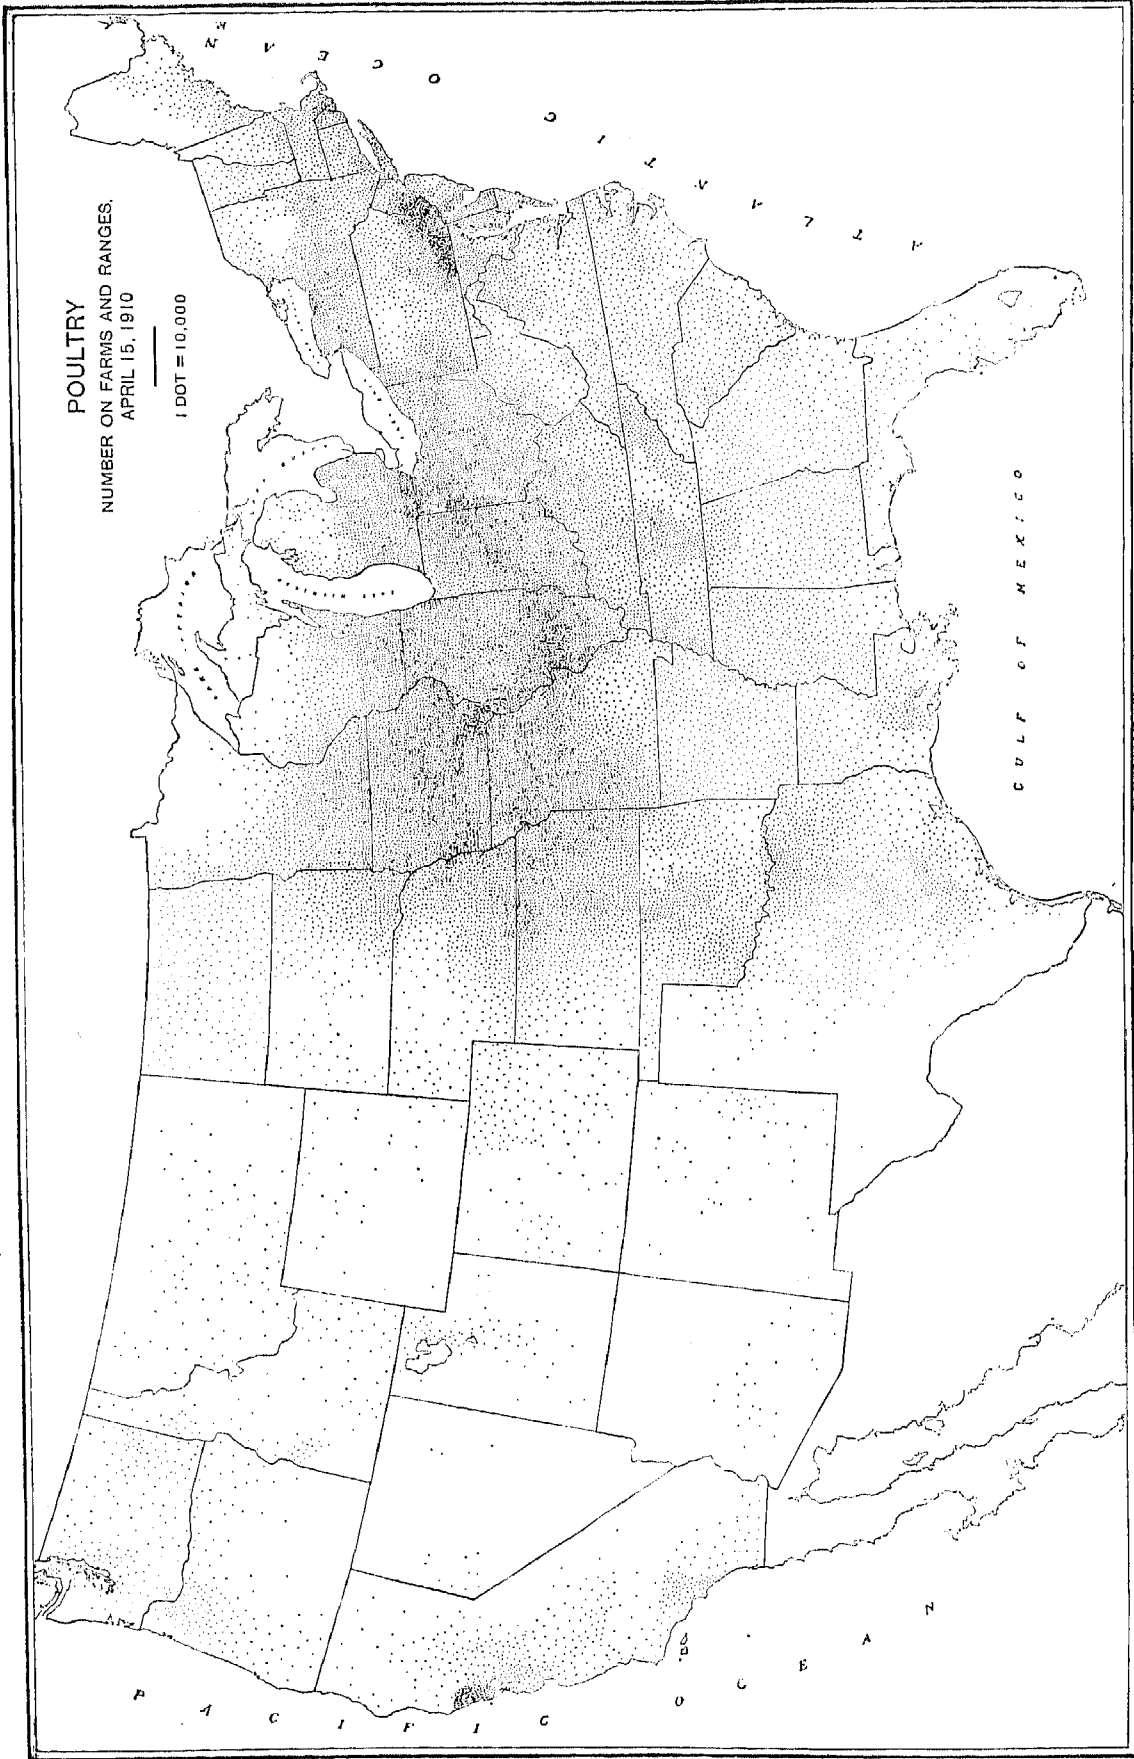 POULTRY
NUMBER ON FARMS AND RANGES,
APRIL 15, 1910
1 DOT = 10,000
ATLANTIC OCEAN
GULF OF MEXICO
PACIFIC OCEAN